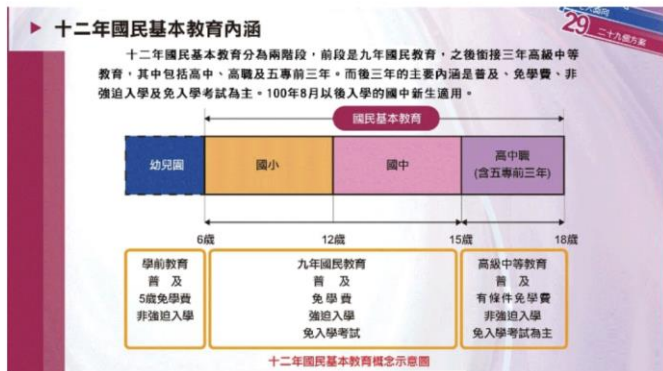 十二年國民基本教育內涵
29 二十九個方案
十二年國民基本教育分為兩階段，前段是九年國民教育，之後銜接三年高級中等
教育，其中包括高中、高職及五專前三年。而後三年的主要內涵是普及、免學費、非
強迫入學及免入學考試為主。100年8月以後入學的國中新生適用。
國民基本教育
幼兒園
國小
國中
高中職
(含五專前三年)
6歲
12歲
15歲
18歲
學前教育
普 及
5歲免學費
非強迫入學
九年國民教育
普 及
免學費
強迫入學
免入學考試
高級中等教育
普 及
有條件免學費
非強迫入學
免入學考試為主
十二年國民基本教育概念示意圖